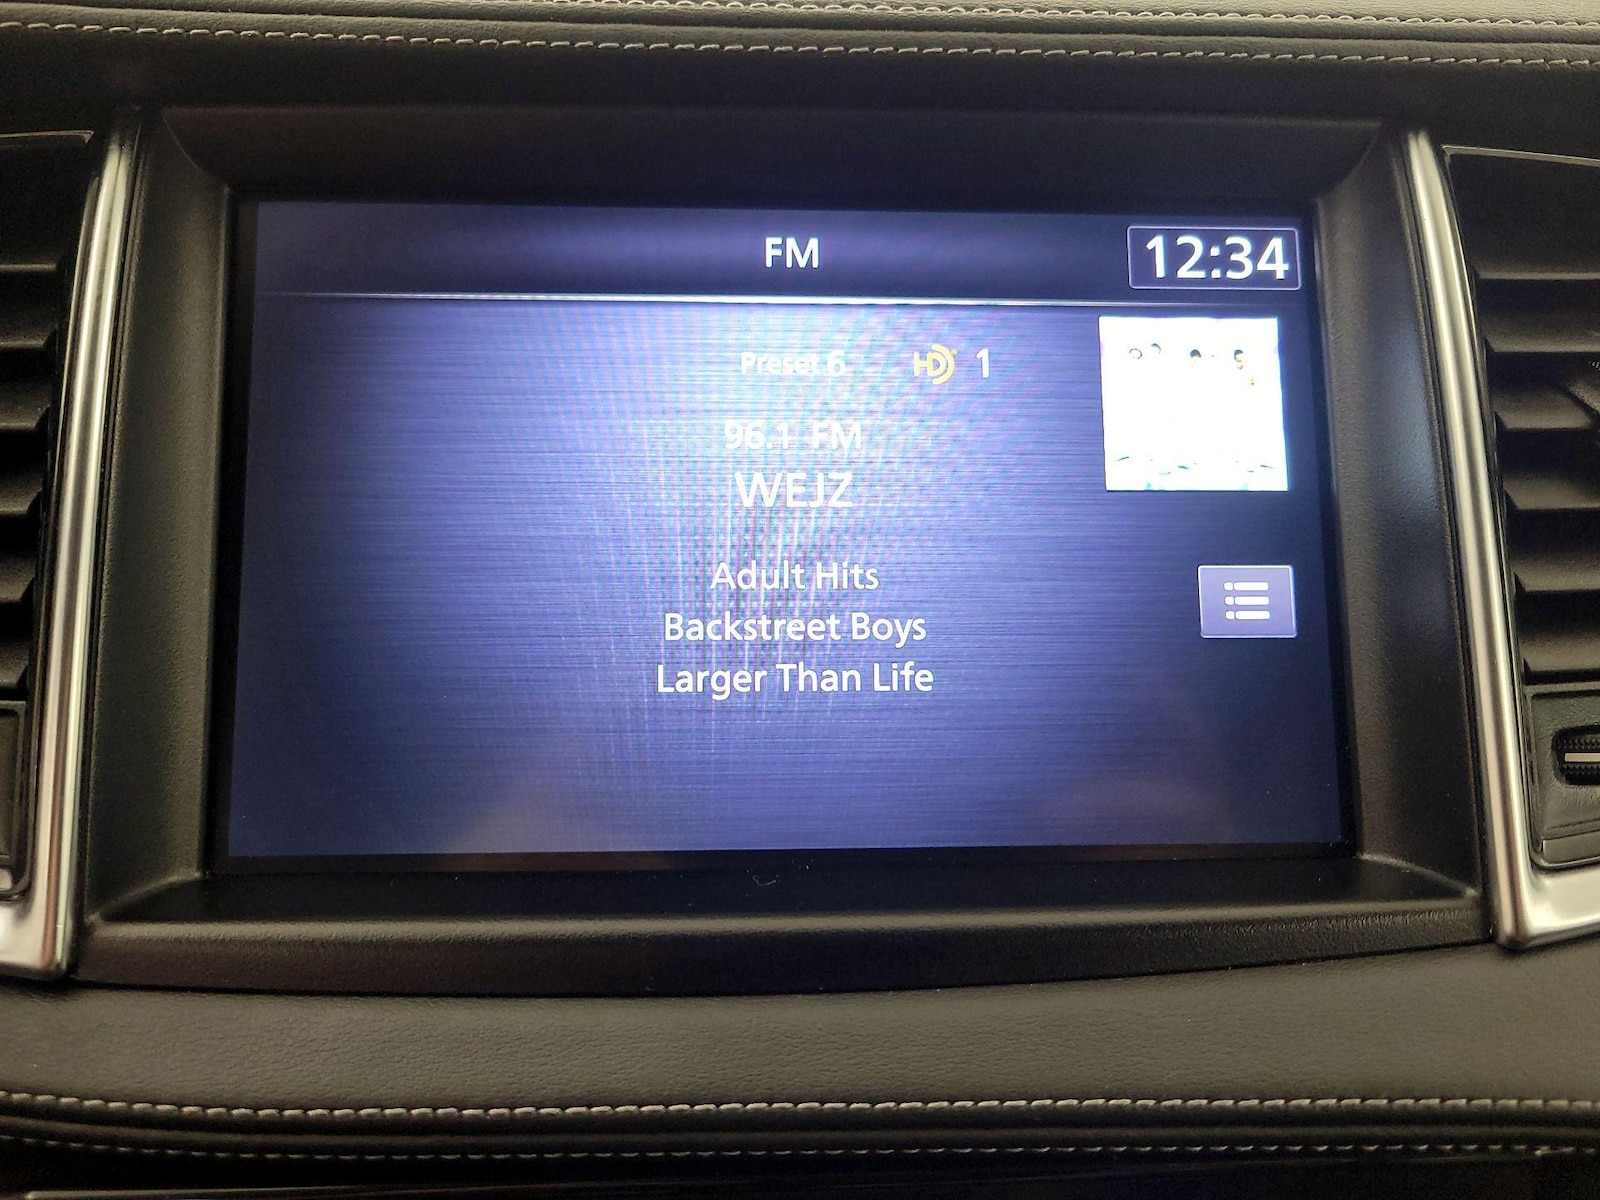 FM
12:34
Preset 6 HD 1
96.1 FM
WEJZ
Adult Hits
Backstreet Boys
Larger Than Life